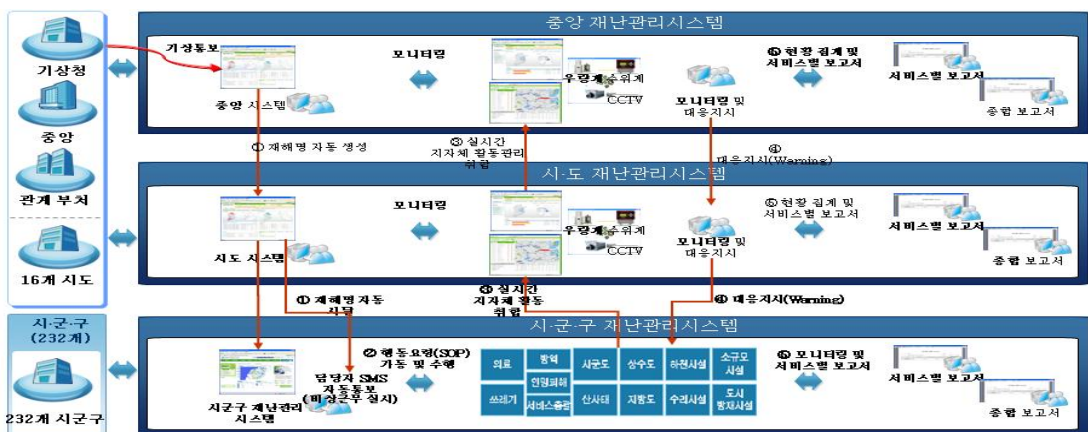 중앙 재난관리시스템
기상청
중앙
관계 부처
16개 시도
기상통보
중앙 시스템
모니터링
우량계
수위계
CCTV
모니터링 및
대응지시
⑤ 현황 집계 및
서비스별 보고서
서비스별 보고서
종합 보고서
① 재해명 자동 생성
③ 실시간
지자체 활동관리
취합
④
대응지시(Warning)
시·도 재난관리시스템
시도 시스템
모니터링
우량계
수위계
CCTV
모니터링 및
대응지시
⑤ 현황 집계 및
서비스별 보고서
서비스별 보고서
종합 보고서
① 재해명 자동
③ 실시간
지자체 활동
취합
④ 대응지시(Warning)
시·군·구
(232개)
232개 시군구
시·군·구 재난관리시스템
시군구 재난관리
시스템
② 행동요령(SOP)
가동 및 수행
담당자 SMS
자동통보
(비상근무 실시)
의료
방역
시군도
상수도
하천시설
소규모
시설
인명피해
쓰레기
서비스총괄
산사태
지방도
수리시설
도시
방재시설
⑤ 모니터링 및
서비스별 보고서
서비스별 보고서
종합 보고서